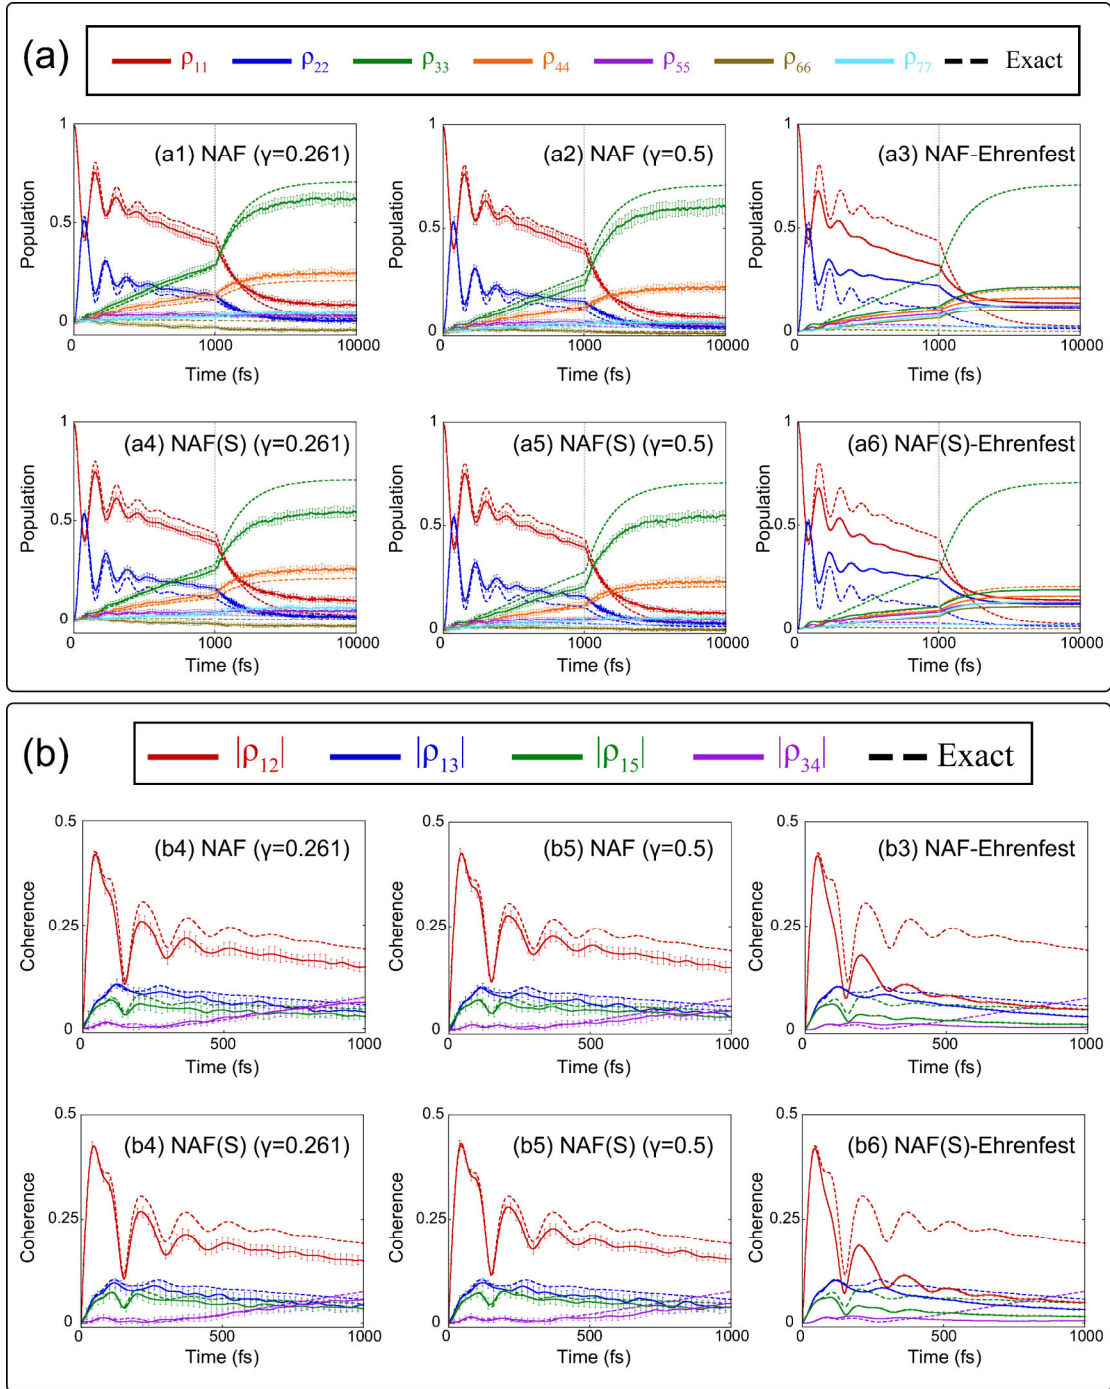 (a)
ρ11 ρ22 ρ33 ρ44 ρ55 ρ66 ρ77 Exact
(a1) NAF (γ=0.261)
Population
1
0.5
0
0 1000 10000
Time (fs)
(a2) NAF (γ=0.5)
Population
1
0.5
0
0 1000 10000
Time (fs)
(a3) NAF-Ehrenfest
Population
1
0.5
0
0 1000 10000
Time (fs)
(a4) NAF(S) (γ=0.261)
Population
1
0.5
0
0 1000 10000
Time (fs)
(a5) NAF(S) (γ=0.5)
Population
1
0.5
0
0 1000 10000
Time (fs)
(a6) NAF(S)-Ehrenfest
Population
1
0.5
0
0 1000 10000
Time (fs)
(b)
|ρ12| |ρ13| |ρ15| |ρ34| Exact
(b4) NAF (γ=0.261)
Coherence
0.5
0.25
0
0 500 1000
Time (fs)
(b5) NAF (γ=0.5)
Coherence
0.5
0.25
0
0 500 1000
Time (fs)
(b3) NAF-Ehrenfest
Coherence
0.5
0.25
0
0 500 1000
Time (fs)
(b4) NAF(S) (γ=0.261)
Coherence
0.5
0.25
0
0 500 1000
Time (fs)
(b5) NAF(S) (γ=0.5)
Coherence
0.5
0.25
0
0 500 1000
Time (fs)
(b6) NAF(S)-Ehrenfest
Coherence
0.5
0.25
0
0 500 1000
Time (fs)